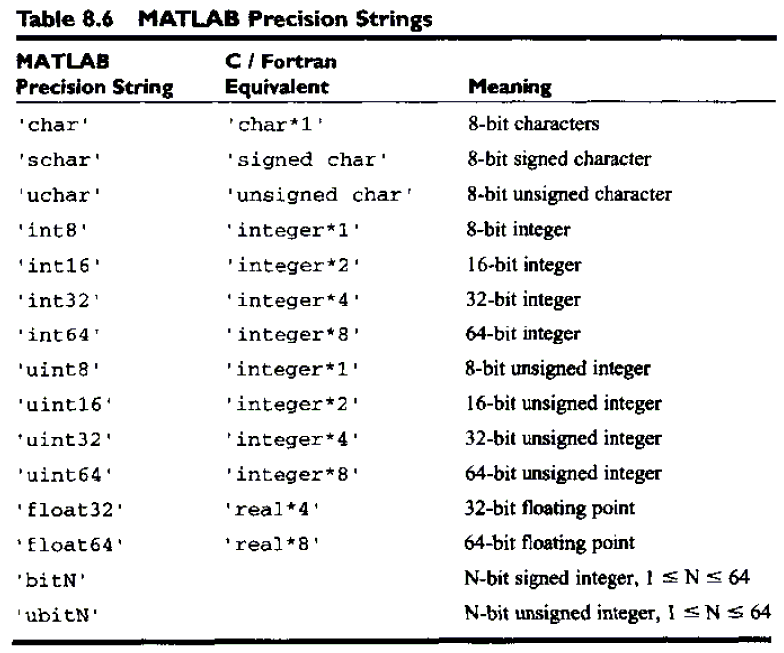 Table 8.6 MATLAB Precision Strings
MATLAB Precision String C / Fortran Equivalent Meaning
'char' 'char*1' 8-bit characters
'schar' 'signed char' 8-bit signed character
'uchar' 'unsigned char' 8-bit unsigned character
'int8' 'integer*1' 8-bit integer
'int16' 'integer*2' 16-bit integer
'int32' 'integer*4' 32-bit integer
'int64' 'integer*8' 64-bit integer
'uint8' 'integer*1' 8-bit unsigned integer
'uint16' 'integer*2' 16-bit unsigned integer
'uint32' 'integer*4' 32-bit unsigned integer
'uint64' 'integer*8' 64-bit unsigned integer
'float32' 'real*4' 32-bit floating point
'float64' 'real*8' 64-bit floating point
'bitN' N-bit signed integer, 1 ≤ N ≤ 64
'ubitN' N-bit unsigned integer, 1 ≤ N ≤ 64